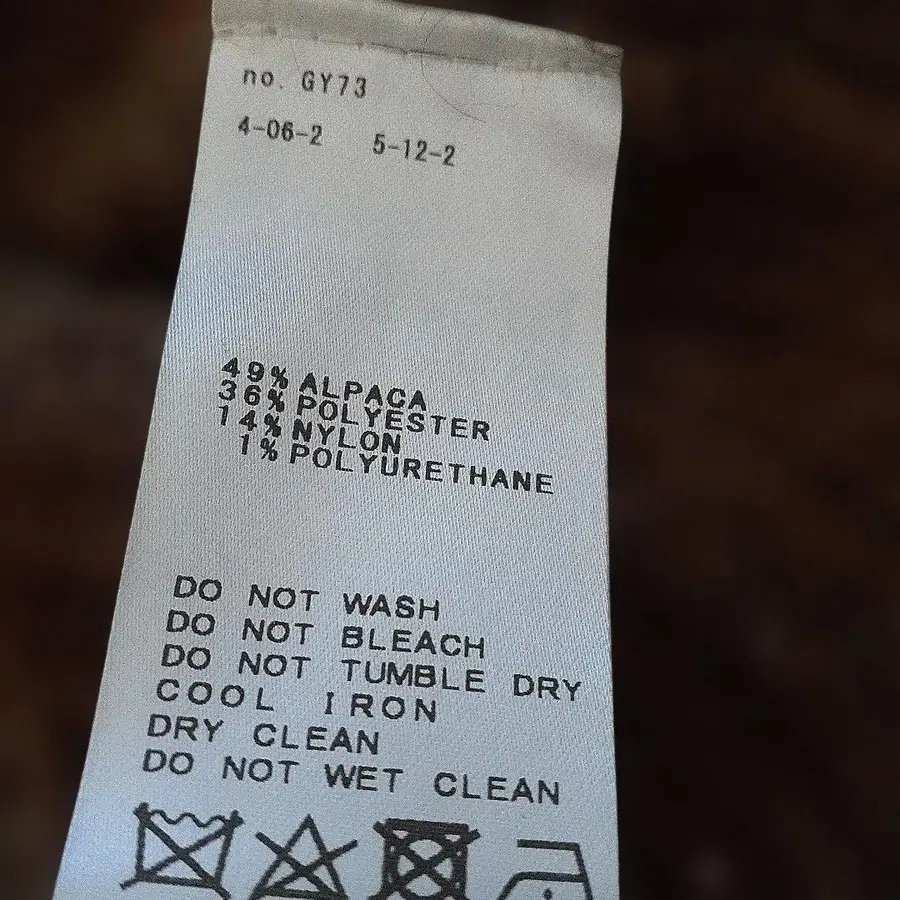 no. GY73
4-06-2 5-12-2
49% ALPACA
36% POLYESTER
14% NYLON
1% POLYURETHANE
DO NOT WASH
DO NOT BLEACH
DO NOT TUMBLE DRY
COOL IRON
DRY CLEAN
DO NOT WET CLEAN